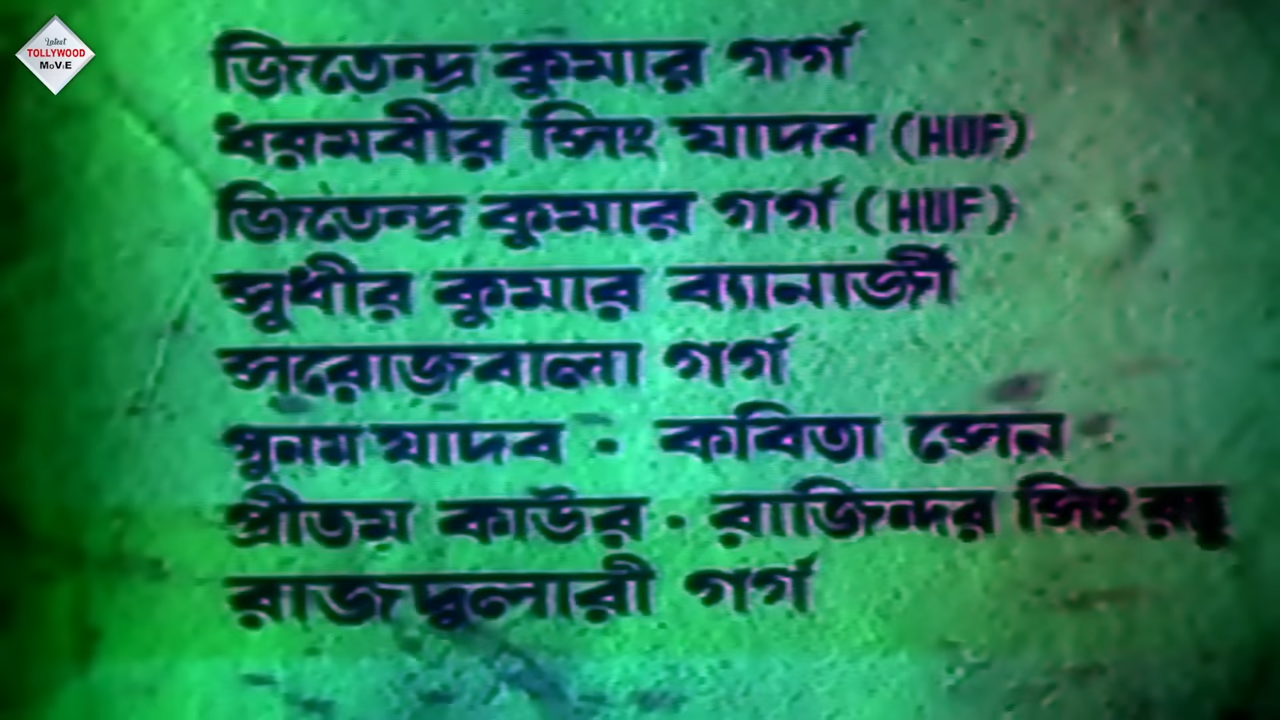 Latest
TOLLYWOOD
MoViE
জিতেন্দ্র কুমার গর্গ
ধরমবীর সিং যাদব (HUF)
জিতেন্দ্র কুমার গর্গ (HUF)
সুধীর কুমার ব্যানার্জী
সরোজবালা গর্গ
পুনম যাদব • কবিতা সেন
প্রীতম কাউর • রাজিন্দর সিং
রাজদুলারী গর্গ